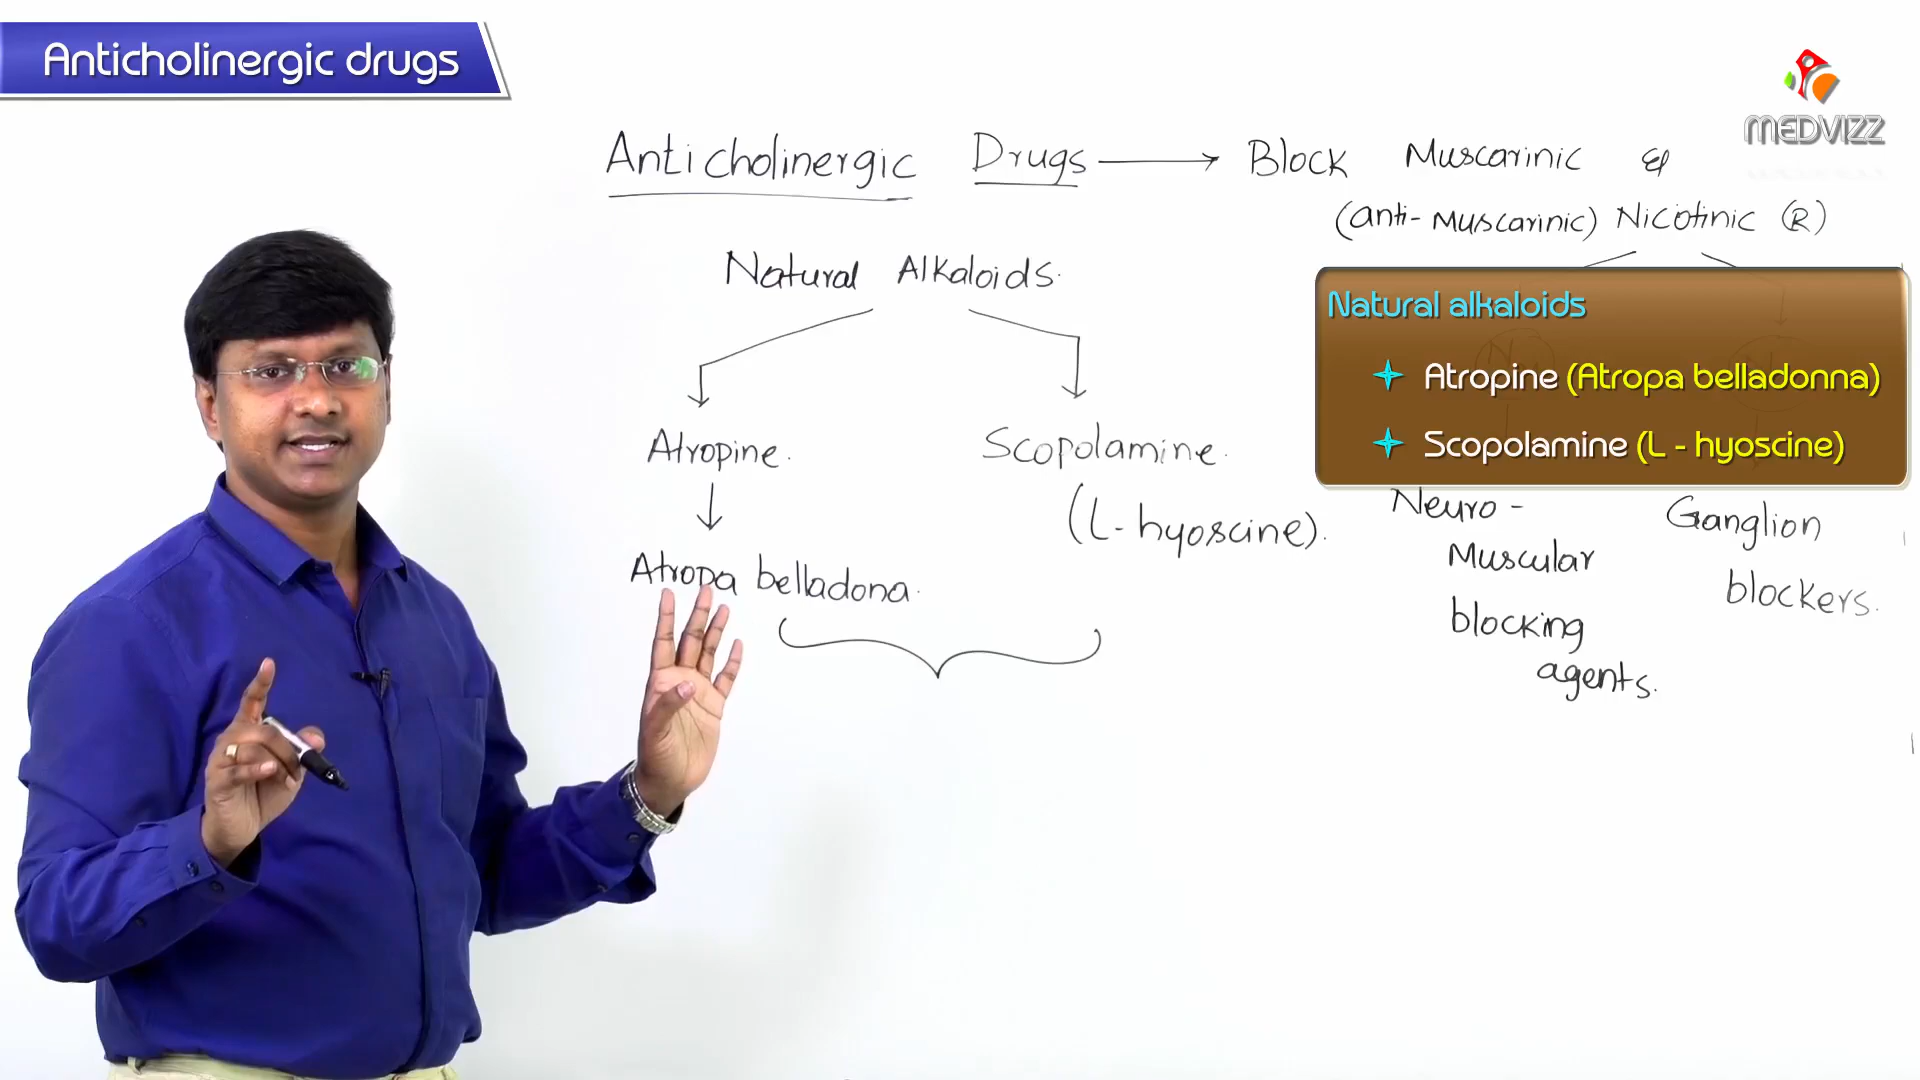 Anticholinergic drugs
MEDVIZZ
Anticholinergic Drugs → Block Muscarinic &
(anti-Muscarinic) Nicotinic (R)
Natural Alkaloids.
Natural alkaloids
Atropine (Atropa belladonna)
Scopolamine (L - hyoscine)
Atropine. Scopolamine.
(L-hyoscine).
Atropa belladona.
Neuro-
Muscular
blocking
agents.
Ganglion
blockers.